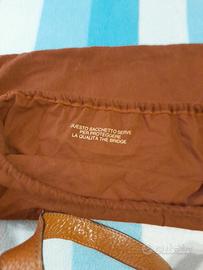 QUESTO SACCHETTO SERVE
PER PROTEGGERE
LA QUALITÀ THE BRIDGE